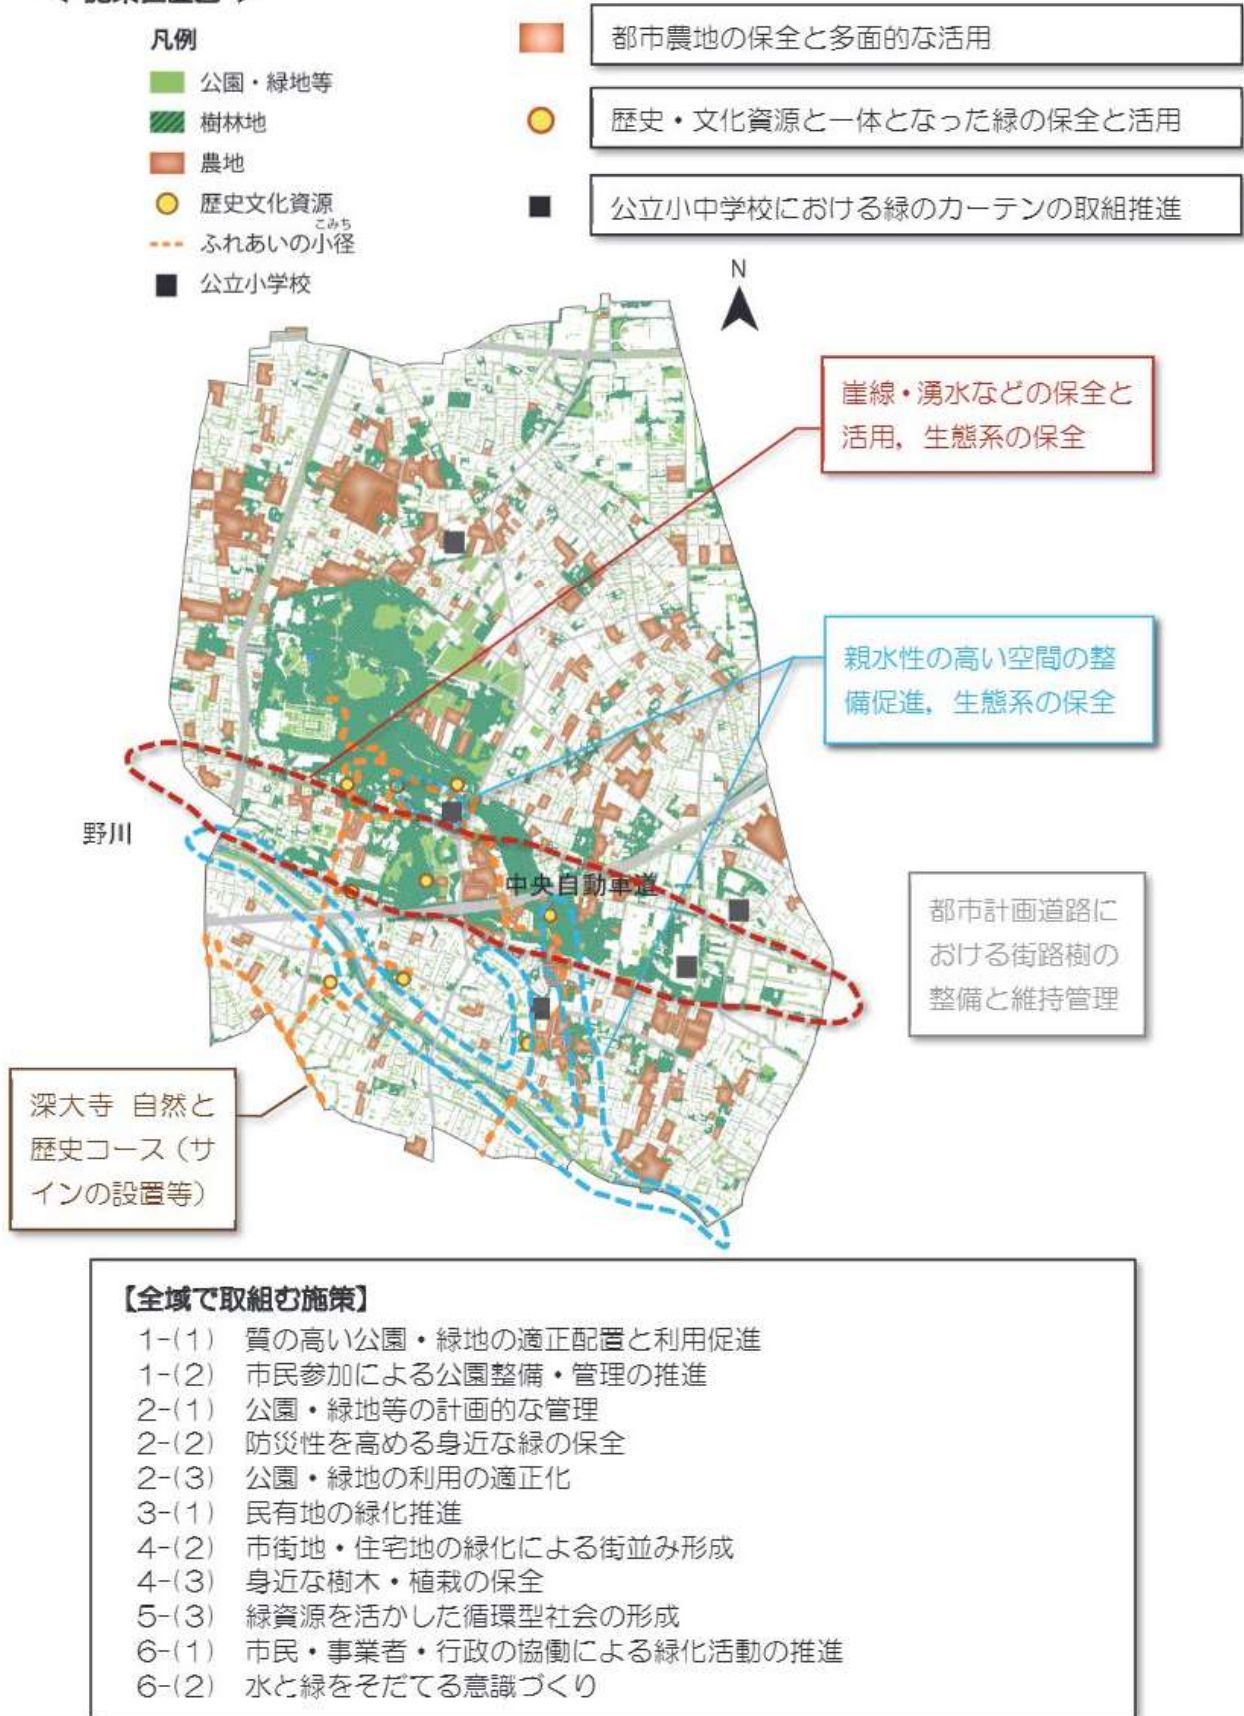 凡例
公園・緑地等
樹林地
農地
歴史文化資源
こみち
ふれあいの小径
公立小学校
都市農地の保全と多面的な活用
歴史・文化資源と一体となった緑の保全と活用
公立小中学校における緑のカーテンの取組推進
N
崖線・湧水などの保全と
活用，生態系の保全
親水性の高い空間の整
備促進，生態系の保全
野川
中央自動車道
都市計画道路に
おける街路樹の
整備と維持管理
深大寺 自然と
歴史コース（サ
インの設置等）
【全域で取組む施策】
1-(1) 質の高い公園・緑地の適正配置と利用促進
1-(2) 市民参加による公園整備・管理の推進
2-(1) 公園・緑地等の計画的な管理
2-(2) 防災性を高める身近な緑の保全
2-(3) 公園・緑地の利用の適正化
3-(1) 民有地の緑化推進
4-(2) 市街地・住宅地の緑化による街並み形成
4-(3) 身近な樹木・植栽の保全
5-(3) 緑資源を活かした循環型社会の形成
6-(1) 市民・事業者・行政の協働による緑化活動の推進
6-(2) 水と緑をそだてる意識づくり